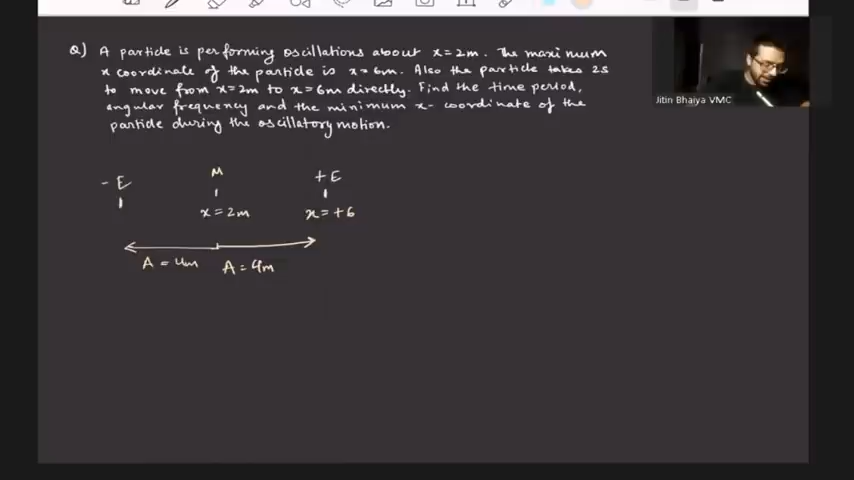 Q) A particle is performing oscillations about x=2m. The maximum
x coordinate of the particle is x=6m. Also the particle takes 2s
to move from x=2m to x=6m directly. Find the time period,
angular frequency and the minimum x-coordinate of the
particle during the oscillatory motion.
Jitin Bhaiya VMC
-E M +E
x=2m x=+6
A=4m A=4m